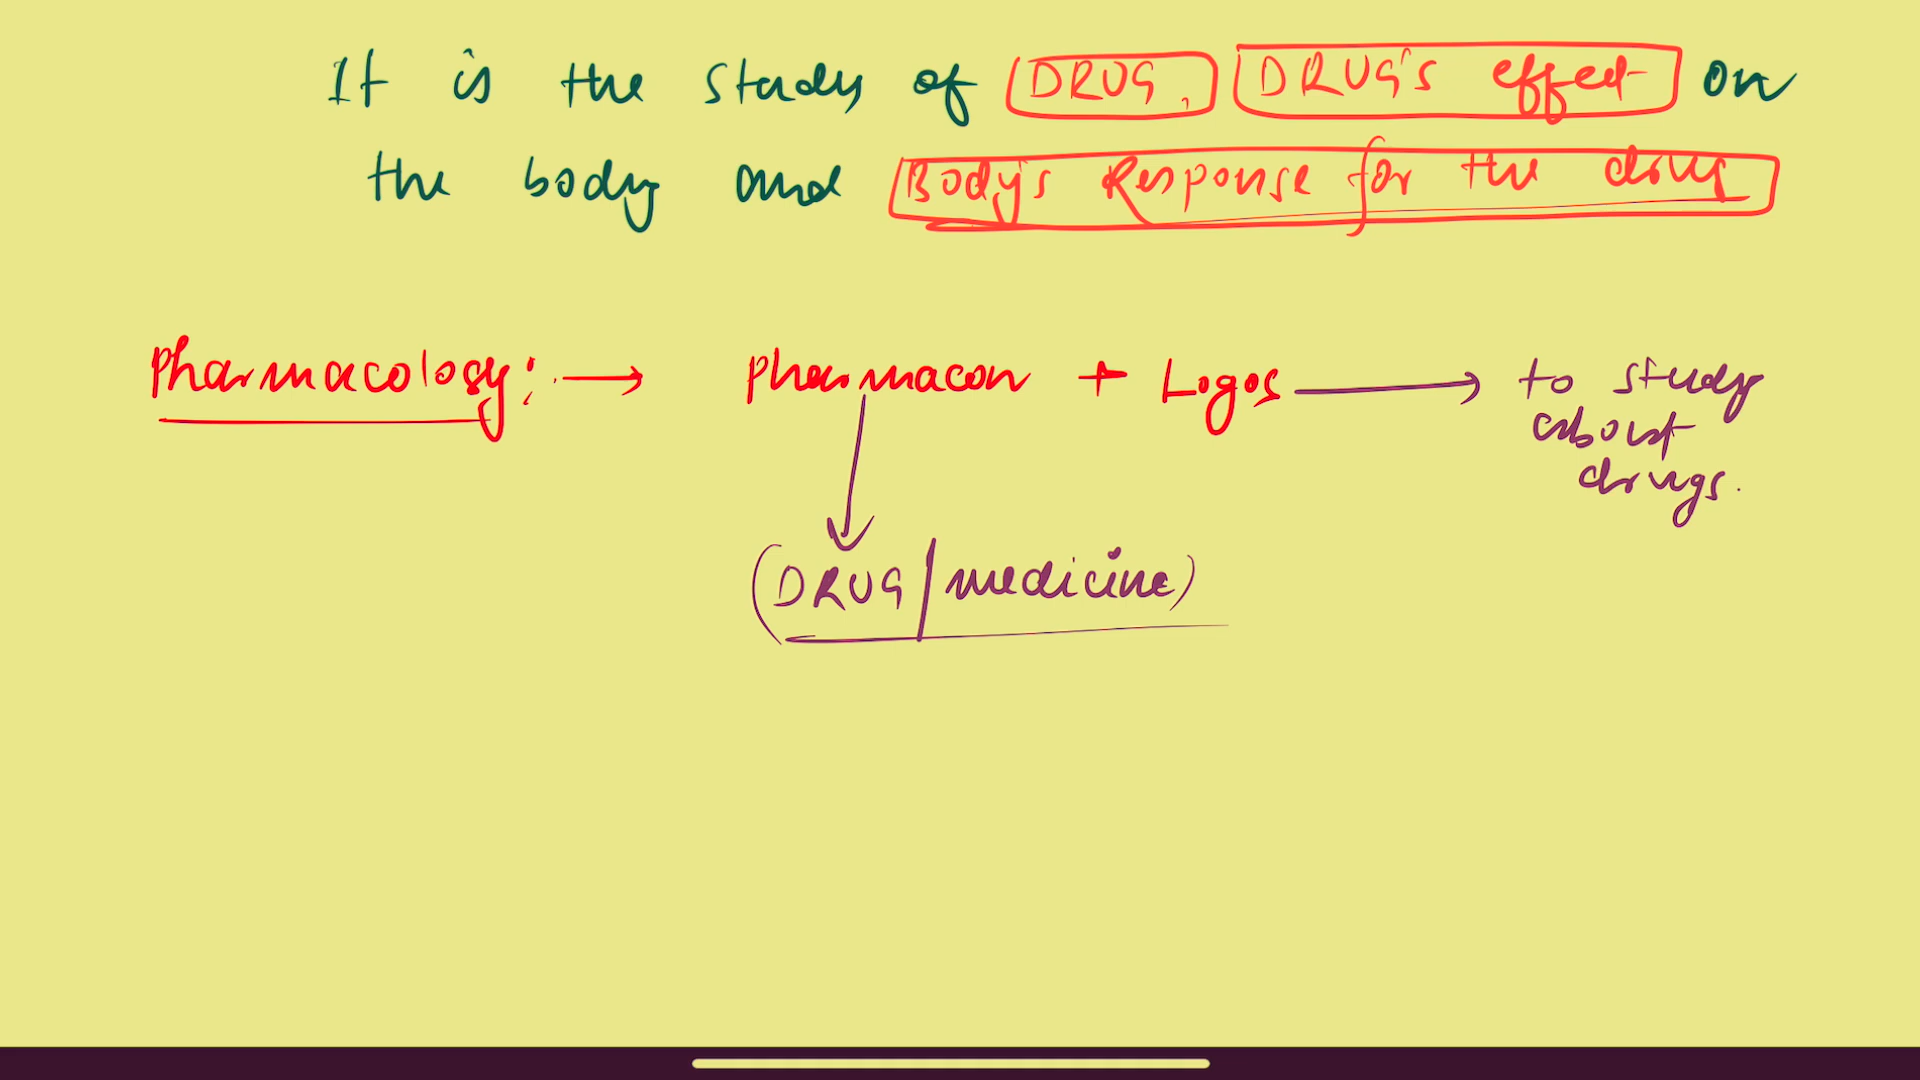 It is the study of DRUG, DRUG's effect on
the body and Body's Response for the drug
Pharmacology: → Pharmacon + Logos → to study
about
drugs.
(DRUG/medicine)